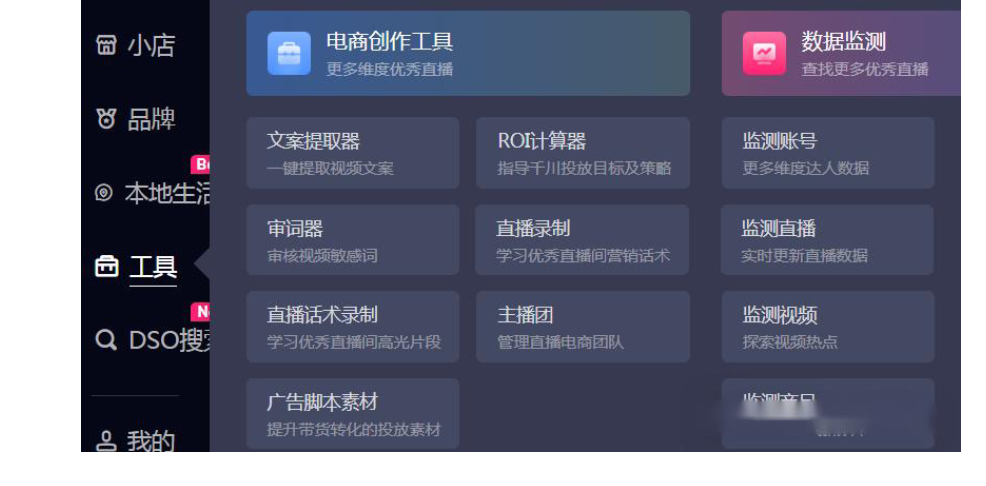 小店
品牌
本地生活
工具
DSO搜索
我的
电商创作工具
更多维度优秀直播
文案提取器
一键提取视频文案
ROI计算器
指导千川投放目标及策略
审词器
审核视频敏感词
直播录制
学习优秀直播间营销话术
直播话术录制
学习优秀直播间高光片段
主播团
管理直播电商团队
广告脚本素材
提升带货转化的投放素材
数据监测
查找更多优秀直播
监测账号
更多维度达人数据
监测直播
实时更新直播数据
监测视频
探索视频热点